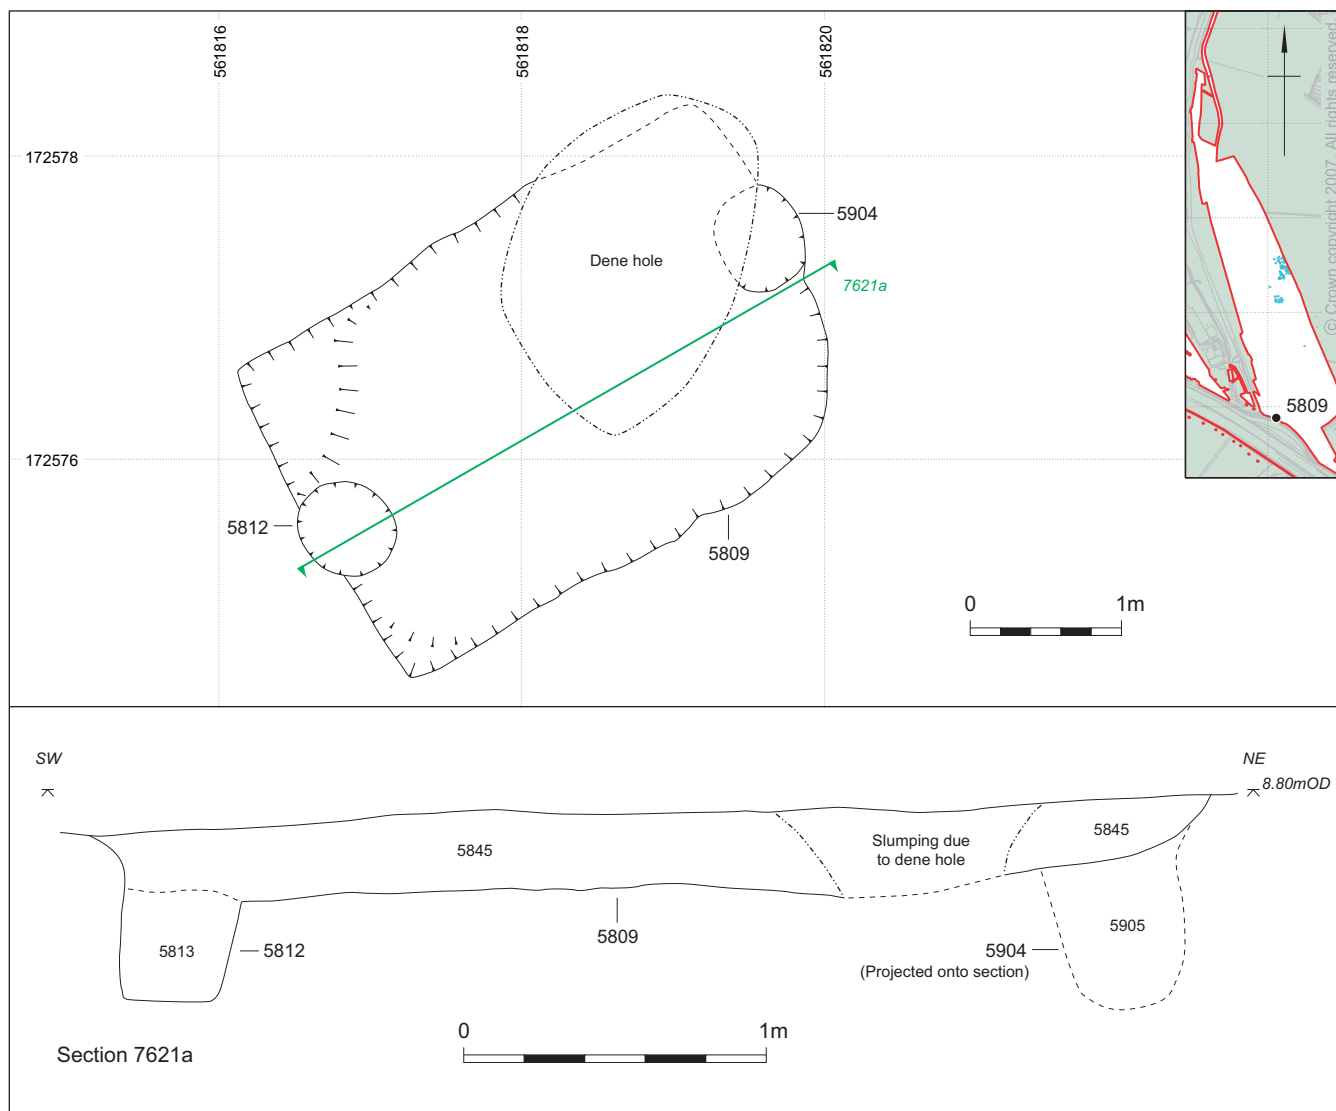 561816
561818
561820
172578
5904
Dene hole
7621a
172576
5812
5809
0 1m
© Crown copyright 2007. All rights reserved
5809
SW
NE
8.80mOD
5845
Slumping due
to dene hole
5845
5809
5813
5812
5904
(Projected onto section)
5905
0 1m
Section 7621a